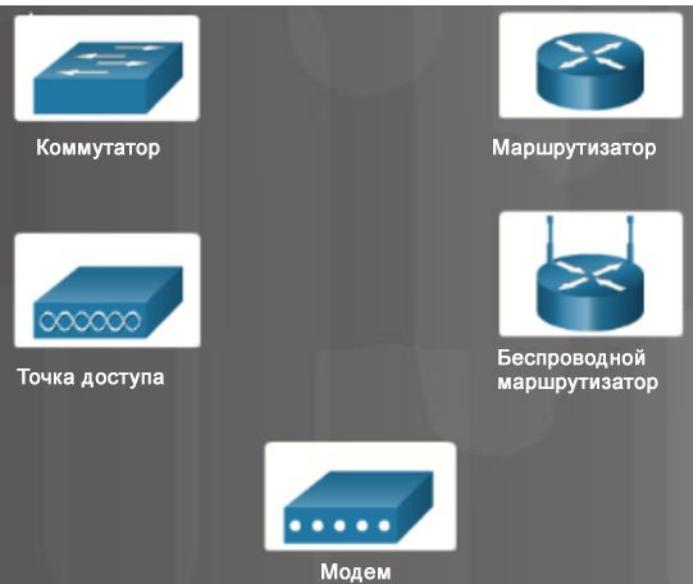 Коммутатор
Маршрутизатор
Точка доступа
Беспроводной
маршрутизатор
Модем